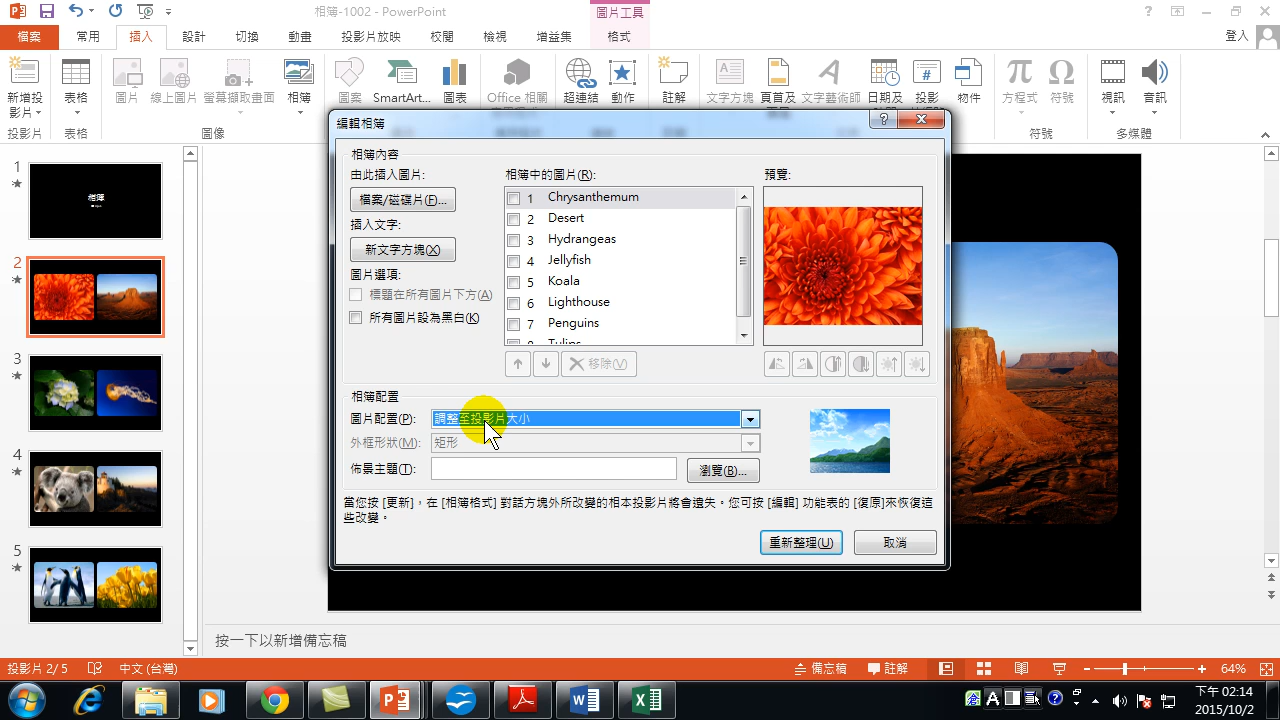 相簿-1002 - PowerPoint
圖片工具
檔案 常用 插入 設計 切換 動畫 投影片放映 校閱 檢視 增益集 格式 登入
新增投影片 表格 圖片 線上圖片 螢幕擷取畫面 相簿 圖案 SmartArt... 圖表 Office 相關 超連結 動作 註解 文字方塊 頁首及 文字藝術師 日期及 投影 物件 方程式 符號 視訊 音訊
投影片 表格 圖像 符號 多媒體
編輯相簿
相簿內容
由此插入圖片:
檔案/磁碟片(F)...
插入文字:
新文字方塊(X)
圖片選項:
標題在所有圖片下方(A)
所有圖片設為黑白(K)
相簿中的圖片(R):
1 Chrysanthemum
2 Desert
3 Hydrangeas
4 Jellyfish
5 Koala
6 Lighthouse
7 Penguins
8 Tulips
移除(V)
預覽:
相簿配置
圖片配置(P): 調整至投影片大小
外框形狀(M): 矩形
佈景主題(T): 瀏覽(B)...
當您按 [更新]，在 [相簿格式] 對話方塊外所改變的相本投影片將會遺失。您可按 [編輯] 功能表的 [復原]來恢復這
些改變。
重新整理(U) 取消
1
相簿
2
3
4
5
按一下以新增備忘稿
投影片 2/5 中文 (台灣) 備忘稿 註解 64%
下午 02:14
2015/10/2